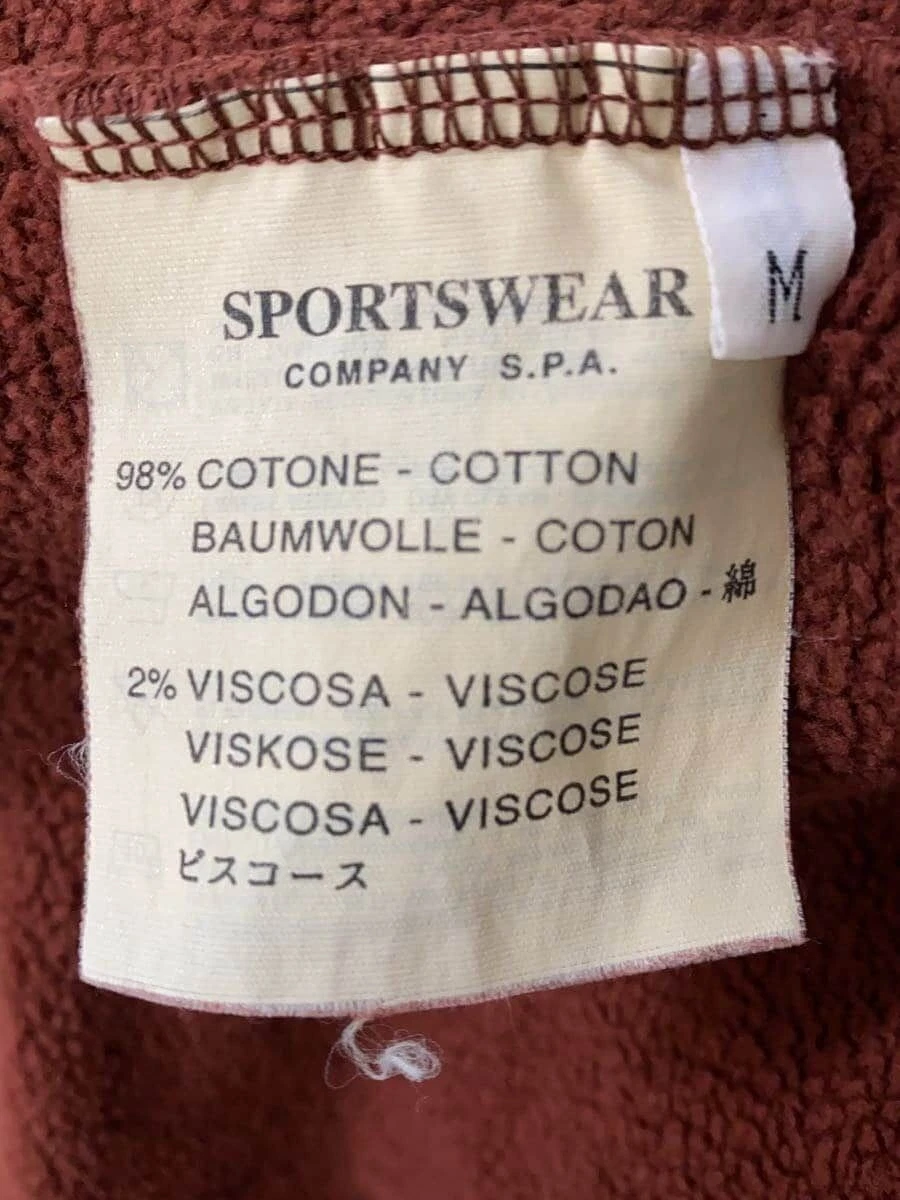 SPORTSWEAR
COMPANY S.P.A.
M
98% COTONE - COTTON
BAUMWOLLE - COTON
ALGODON - ALGODAO - 綿
2% VISCOSA - VISCOSE
VISKOSE - VISCOSE
VISCOSA - VISCOSE
ビスコース